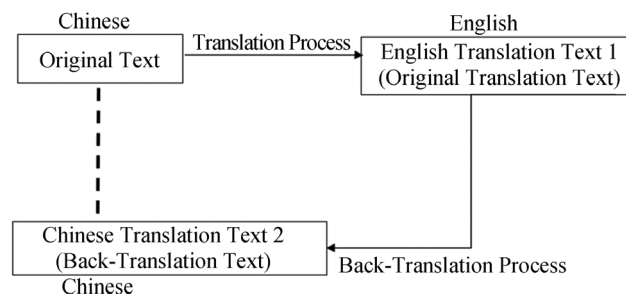 Chinese
English
Original Text
Translation Process
English Translation Text 1
(Original Translation Text)
Chinese Translation Text 2
(Back-Translation Text)
Back-Translation Process
Chinese